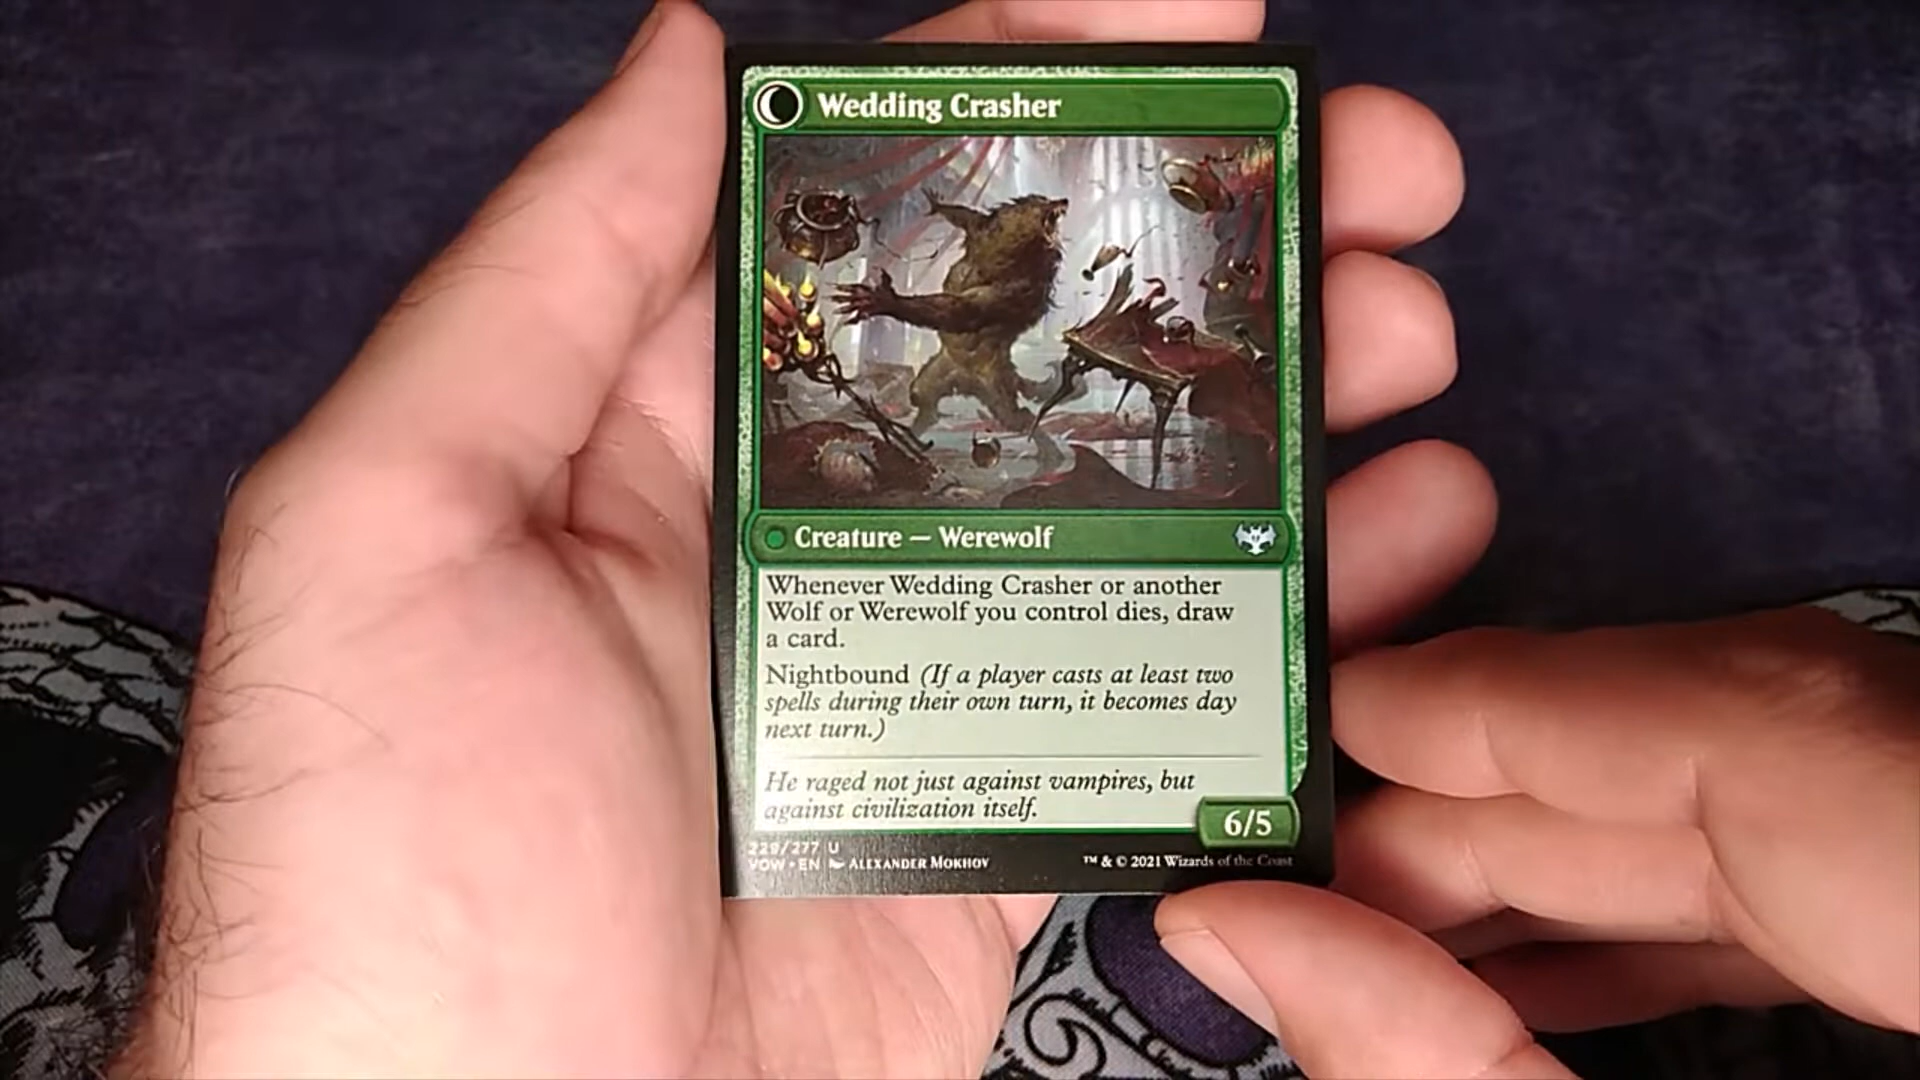 Wedding Crasher
Creature — Werewolf
Whenever Wedding Crasher or another
Wolf or Werewolf you control dies, draw
a card.
Nightbound (If a player casts at least two
spells during their own turn, it becomes day
next turn.)
He raged not just against vampires, but
against civilization itself.
6/5
229/277 U
VOW • EN ALEXANDER MOKHOV
™ & © 2021 Wizards of the Coast